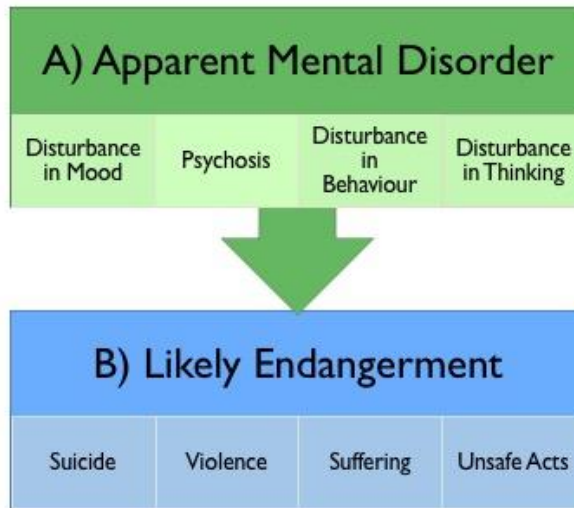 A) Apparent Mental Disorder
Disturbance
in Mood
Psychosis
Disturbance
in
Behaviour
Disturbance
in Thinking
B) Likely Endangerment
Suicide
Violence
Suffering
Unsafe Acts